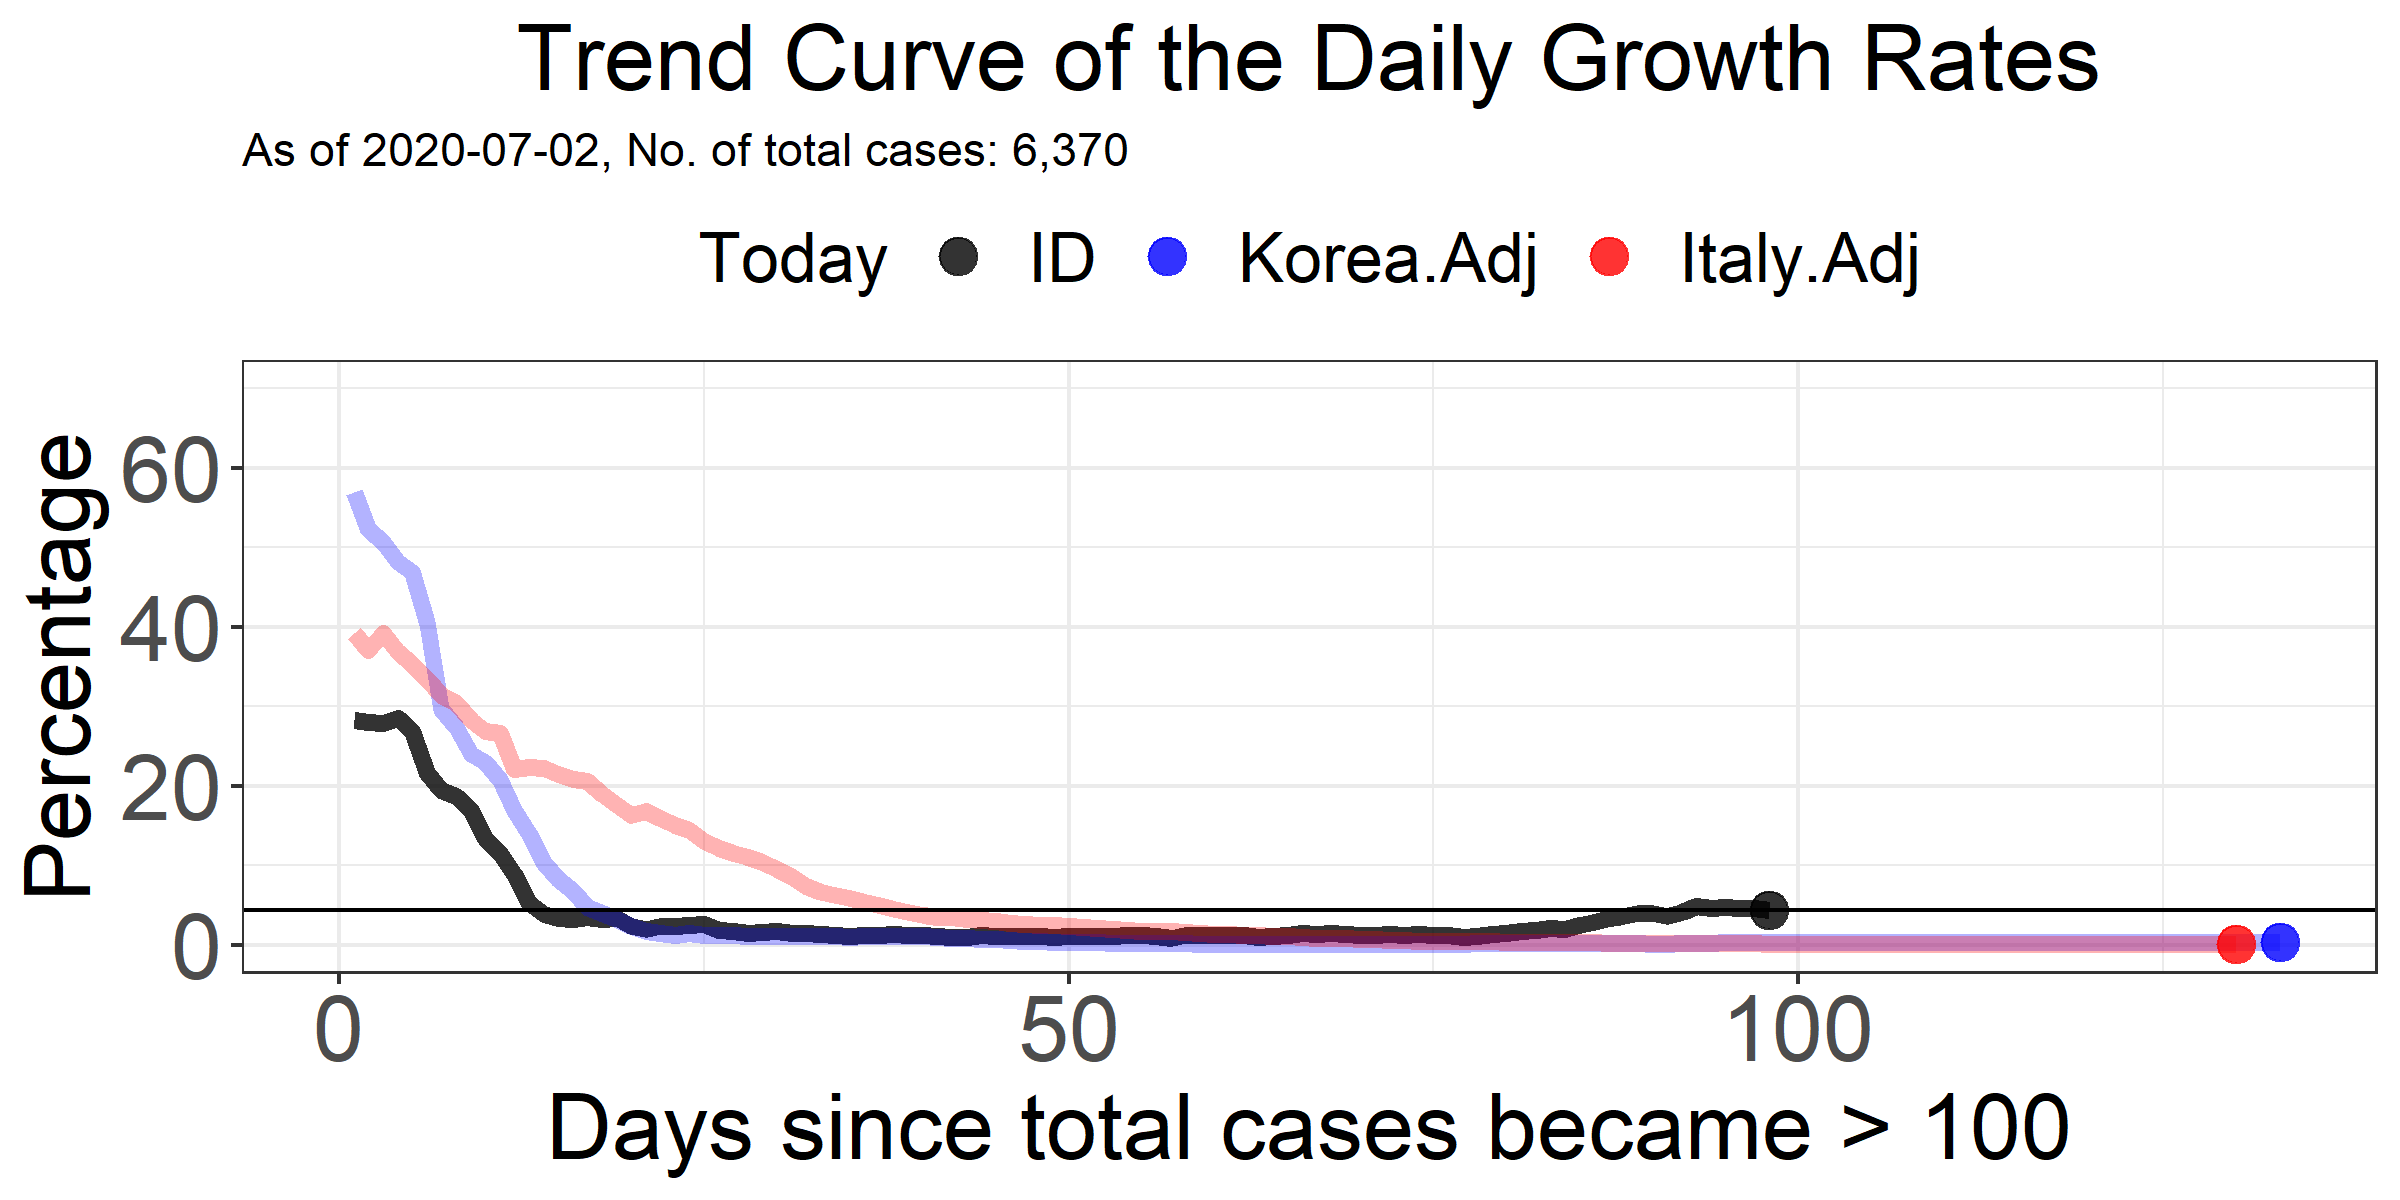 Trend Curve of the Daily Growth Rates
As of 2020-07-02, No. of total cases: 6,370
Today ID Korea.Adj Italy.Adj
Percentage
60
40
20
0
0 50 100
Days since total cases became > 100